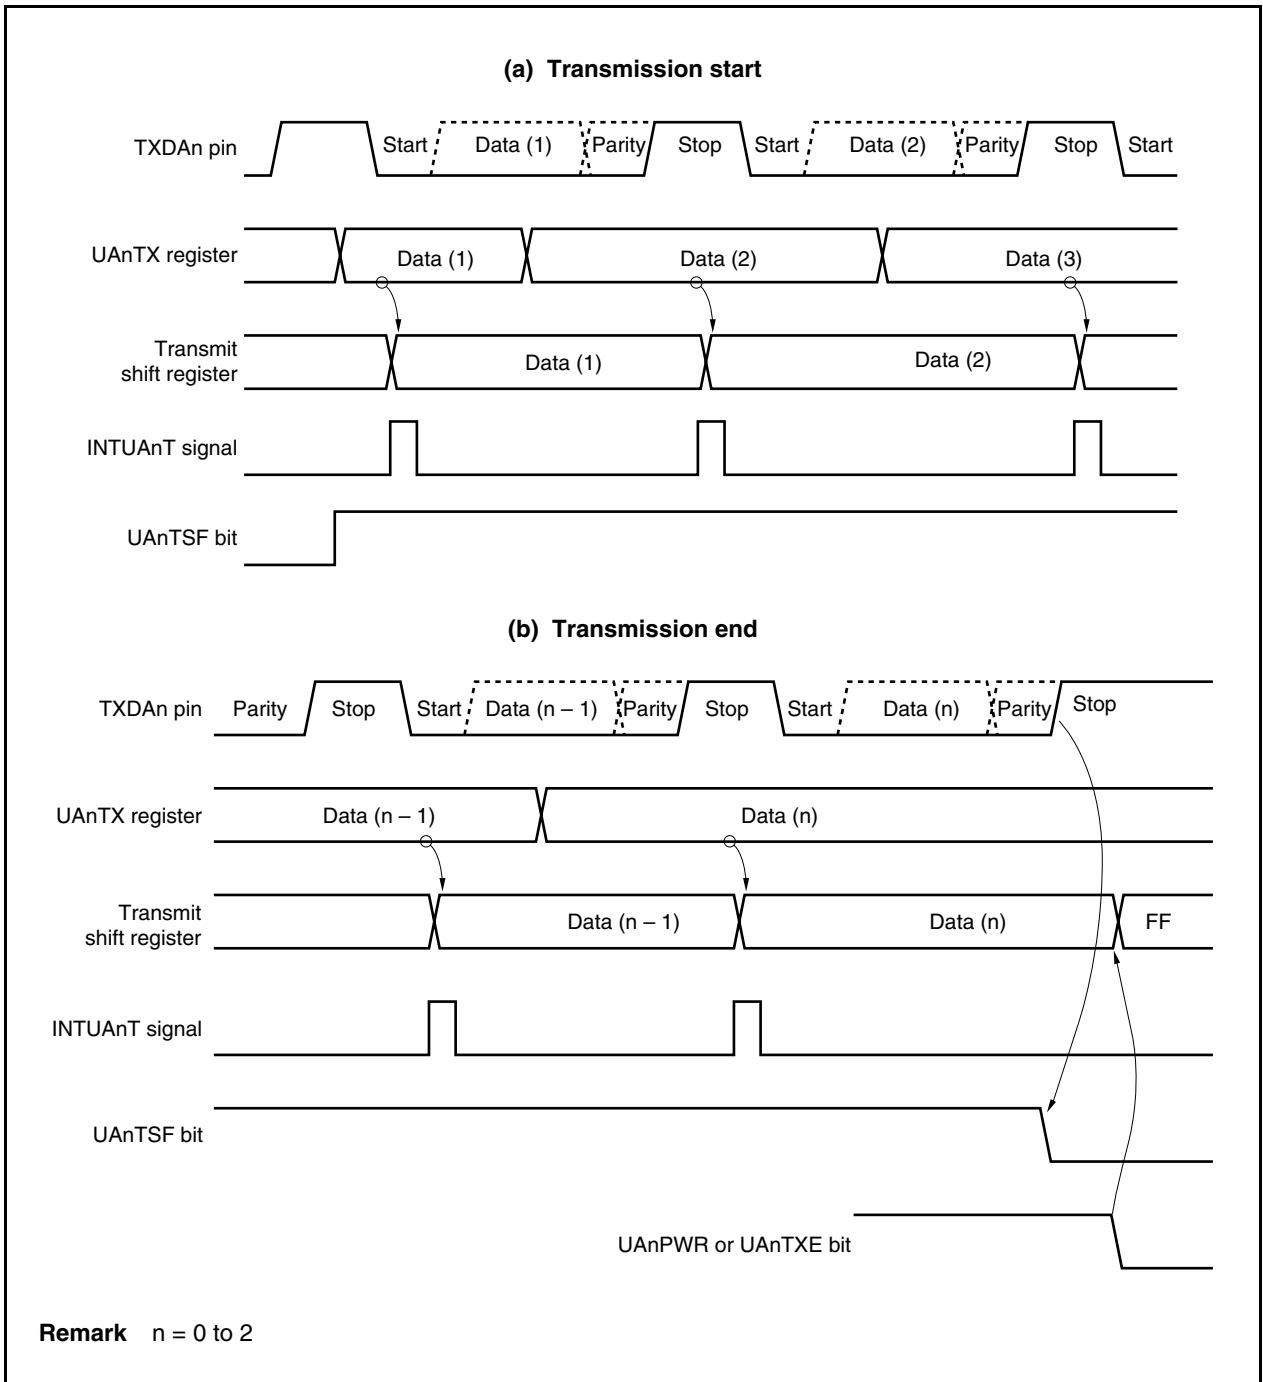 (a) Transmission start
TXDAn pin
Start Data (1) Parity Stop Start Data (2) Parity Stop Start
UAnTX register
Data (1) Data (2) Data (3)
Transmit
shift register
Data (1) Data (2)
INTUAnT signal
UAnTSF bit
(b) Transmission end
TXDAn pin
Parity Stop Start Data (n – 1) Parity Stop Start Data (n) Parity Stop
UAnTX register
Data (n – 1) Data (n)
Transmit
shift register
Data (n – 1) Data (n) FF
INTUAnT signal
UAnTSF bit
UAnPWR or UAnTXE bit
Remark n = 0 to 2